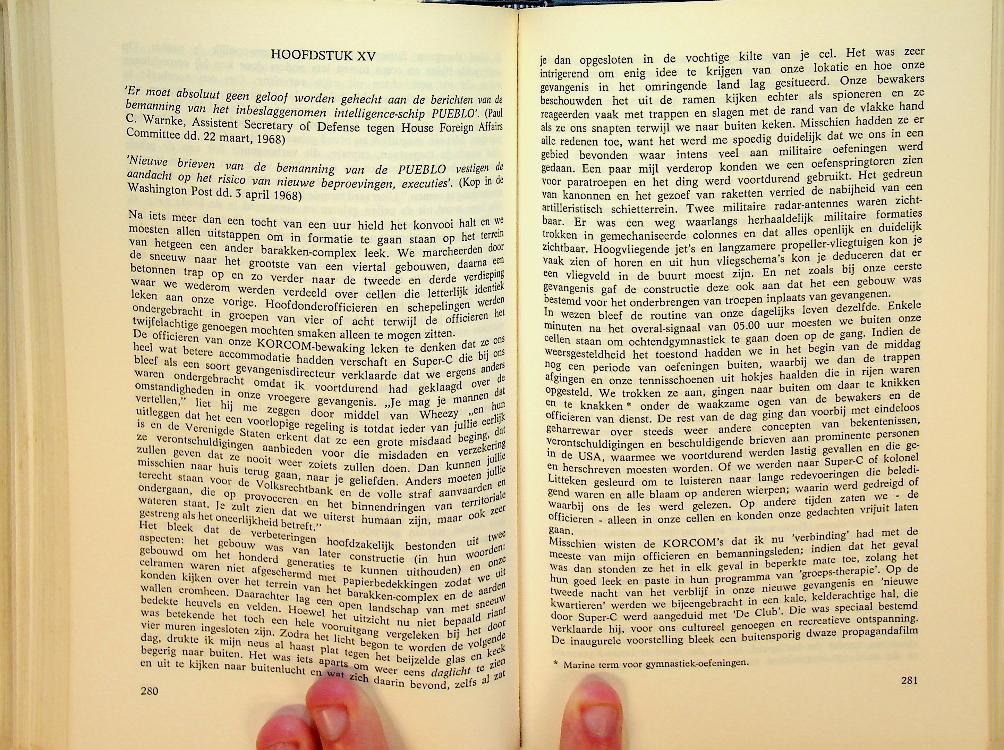 HOOFDSTUK XV
'Er moet absoluut geen geloof worden gehecht aan de berichten van de
bemanning van het inbeslaggenomen intelligence-schip PUEBLO'. (Paul
C. Warnke, Assistent Secretary of Defense tegen House Foreign Affairs
Committee dd. 22 maart, 1968)
'Nieuwe brieven van de bemanning van de PUEBLO vestigen de
aandacht op het risico van nieuwe beproevingen, executies'. (Kop in de
Washington Post dd. 3 april 1968)
Na iets meer dan een tocht van een uur hield het konvooi halt en we
moesten allen uitstappen om in formatie te gaan staan op het terrein
van hetgeen een ander barakken-complex leek. We marcheerden door
de sneeuw naar het grootste van een viertal gebouwen, daarna een
betonnen trap op en zo verder naar de tweede en derde verdieping
waar we wederom werden verdeeld over cellen die letterlijk identiek
leken aan onze vorige. Hoofdonderofficieren en schepelingen werden
ondergebracht in groepen van vier of acht terwijl de officieren het
twijfelachtige genoegen mochten smaken alleen te mogen zitten.
De officieren van onze KORCOM-bewaking leken te denken dat ze ons
heel wat betere accommodatie hadden verschaft en Super-C die bij ons
bleef als een soort gevangenisdirecteur verklaarde dat we ergens anders
waren ondergebracht omdat ik voortdurend had geklaagd over de
omstandigheden in onze vroegere gevangenis. „Je mag je mannen dat
vertellen,” liet hij me zeggen door middel van Wheezy „en hun
uitleggen dat het een voorlopige regeling is totdat ieder van jullie eerlijk
is en de Verenigde Staten erkent dat ze een grote misdaad beging, dat
ze verontschuldigingen aanbieden voor die misdaden en verzekering
zullen geven dat ze nooit weer zoiets zullen doen. Dan kunnen jullie
misschien naar huis terug gaan, naar je geliefden. Anders moeten jullie
terecht staan voor de Volksrechtbank en de volle straf aanvaarden en
ondergaan, die op provoceren en het binnendringen van territoriale
wateren staat. Je zult zien dat we uiterst humaan zijn, maar ook zeer
gestreng als het oneerlijkheid betreft.”
Het bleek dat de verbeteringen hoofdzakelijk bestonden uit twee
aspecten: het gebouw was van later constructie (in hun woorden:
gebouwd om het honderd generaties te kunnen uithouden) en onze
celramen waren niet afgeschermd met papierbedekkingen zodat we uit
konden kijken over het terrein van het barakken-complex en de aarden
wallen eromheen. Daarachter lag een open landschap van met sneeuw
bedekte heuvels en velden. Hoewel het uitzicht nu niet bepaald riant
was betekende het toch een hele vooruitgang vergeleken bij het door
vier muren ingesloten zijn. Zodra het licht begon te worden de volgende
dag, drukte ik mijn neus al haast plat tegen het beijzelde glas en keek
begerig naar buiten. Het was iets aparts om weer eens daglicht te zien
en uit te kijken naar buitenlucht en wat zich daarin bevond, zelfs al zat
280
je dan opgesloten in de vochtige kilte van je cel. Het was zeer
intrigerend om enig idee te krijgen van onze lokatie en hoe onze
gevangenis in het omringende land lag gesitueerd. Onze bewakers
beschouwden het uit de ramen kijken echter als spioneren en ze
reageerden vaak met trappen en slagen met de rand van de vlakke hand
als ze ons snapten terwijl we naar buiten keken. Misschien hadden ze er
alle redenen toe, want het werd me spoedig duidelijk dat we ons in een
gebied bevonden waar intens veel aan militaire oefeningen werd
gedaan. Een paar mijl verderop konden we een oefenspringtoren zien
voor paratroepen en het ding werd voortdurend gebruikt. Het gedreun
van kanonnen en het gezoef van raketten verried de nabijheid van een
artilleristisch schietterrein. Twee militaire radar-antennes waren zicht-
baar. Er was een weg waarlangs herhaaldelijk militaire formaties
trokken in gemechaniseerde colonnes en dat alles openlijk en duidelijk
zichtbaar. Hoogvliegende jet's en langzamere propeller-vliegtuigen kon je
vaak zien of horen en uit hun vliegschema's kon je deduceren dat er
een vliegveld in de buurt moest zijn. En net zoals bij onze eerste
gevangenis gaf de constructie deze ook aan dat het een gebouw was
bestemd voor het onderbrengen van troepen inplaats van gevangenen.
In wezen bleef de routine van onze dagelijks leven dezelfde. Enkele
minuten na het overal-signaal van 05.00 uur moesten we buiten onze
cellen staan om ochtendgymnastiek te gaan doen op de gang. Indien de
weersgesteldheid het toestond hadden we in het begin van de middag
nog een periode van oefeningen buiten, waarbij we dan de trappen
afgingen en onze tennisschoenen uit hokjes haalden die in rijen waren
opgesteld. We trokken ze aan, gingen naar buiten om daar te knikken
en te knakken * onder de waakzame ogen van de bewakers en de
officieren van dienst. De rest van de dag ging dan voorbij met eindeloos
geharrewar over steeds weer andere concepten van bekentenissen,
verontschuldigingen en beschuldigende brieven aan prominente personen
in de USA, waarmee we voortdurend werden lastig gevallen en die ge-
en herschreven moesten worden. Of we werden naar Super-C of kolonel
Litteken gesleurd om te luisteren naar lange redevoeringen die beledi-
gend waren en alle blaam op anderen wierpen; waarin werd gedreigd of
waarbij ons de les werd gelezen. Op andere tijden zaten we - de
officieren - alleen in onze cellen en konden onze gedachten vrijuit laten
gaan.
Misschien wisten de KORCOM's dat ik nu 'verbinding' had met de
meeste van mijn officieren en bemanningsleden; indien dat het geval
was dan stonden ze het in elk geval in beperkte mate toe, zolang het
hun goed leek en paste in hun programma van 'groeps-therapie'. Op de
tweede nacht van het verblijf in onze nieuwe gevangenis en 'nieuwe
kwartieren' werden we bijeengebracht in een kale, kelderachtige hal, die
door Super-C werd aangeduid met 'De Club'. Die was speciaal bestemd
verklaarde hij, voor ons cultureel genoegen en recreatieve ontspanning.
De inaugurele voorstelling bleek een buitensporig dwaze propagandafilm
* Marine term voor gymnastiek-oefeningen.
281